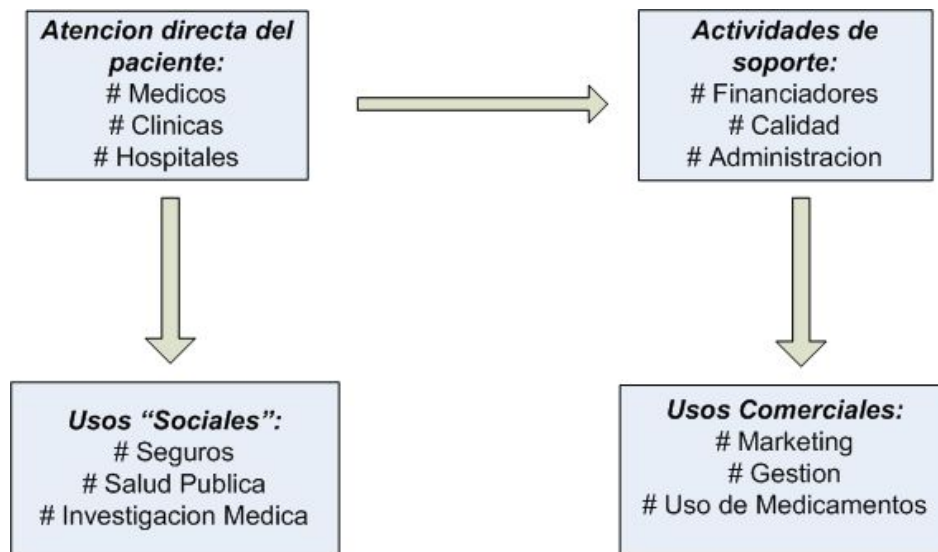 Atencion directa del
paciente:
# Medicos
# Clinicas
# Hospitales
Actividades de
soporte:
# Financiadores
# Calidad
# Administracion
Usos “Sociales”:
# Seguros
# Salud Publica
# Investigacion Medica
Usos Comerciales:
# Marketing
# Gestion
# Uso de Medicamentos